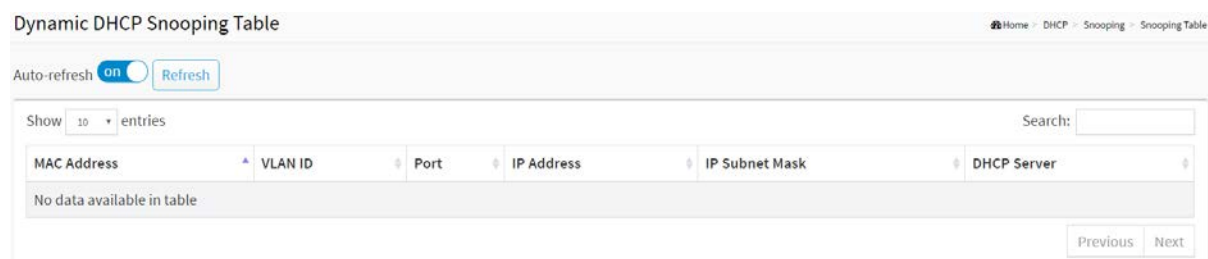 Dynamic DHCP Snooping Table
Home > DHCP > Snooping > Snooping Table
Auto-refresh on Refresh
Show 10 entries Search:
MAC Address VLAN ID Port IP Address IP Subnet Mask DHCP Server
No data available in table
Previous Next